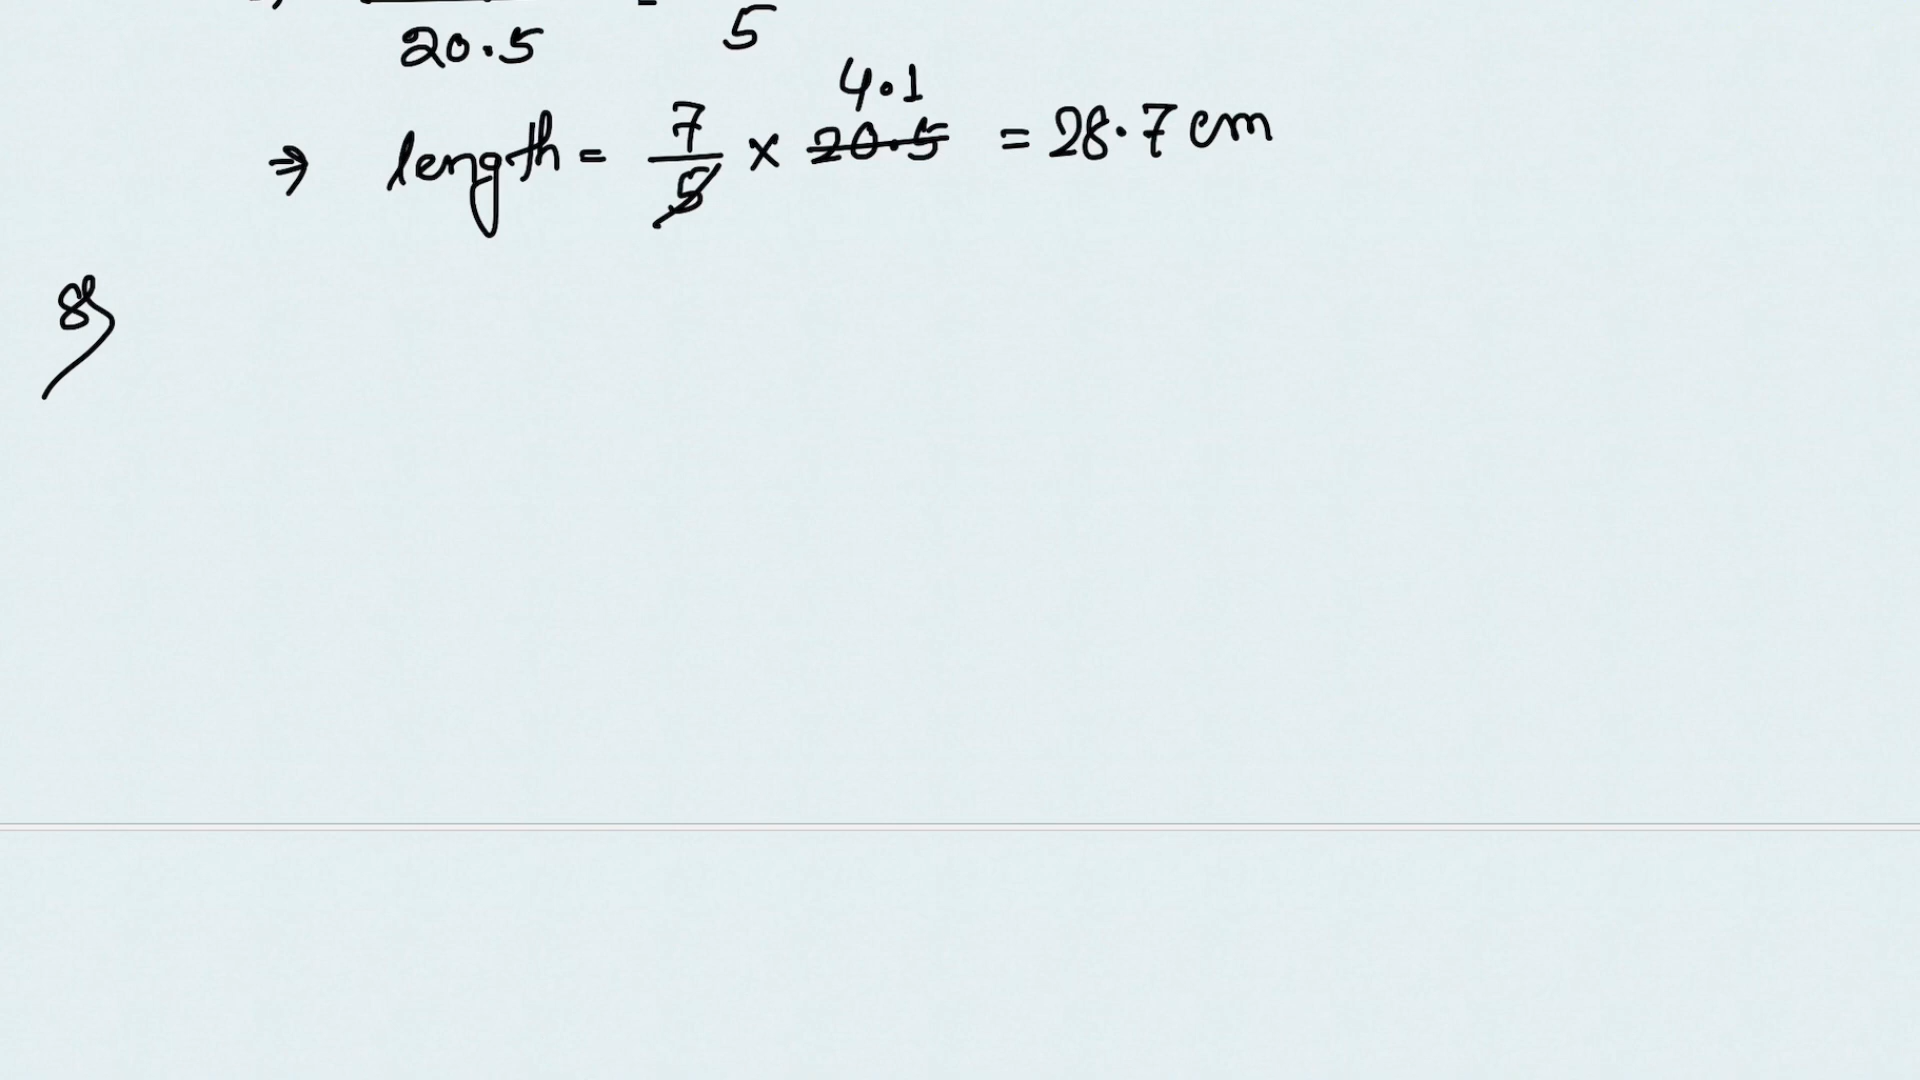 20.5 = 5
4.1
⇒ length = 7/5 × 20.5 = 28.7 cm
8)